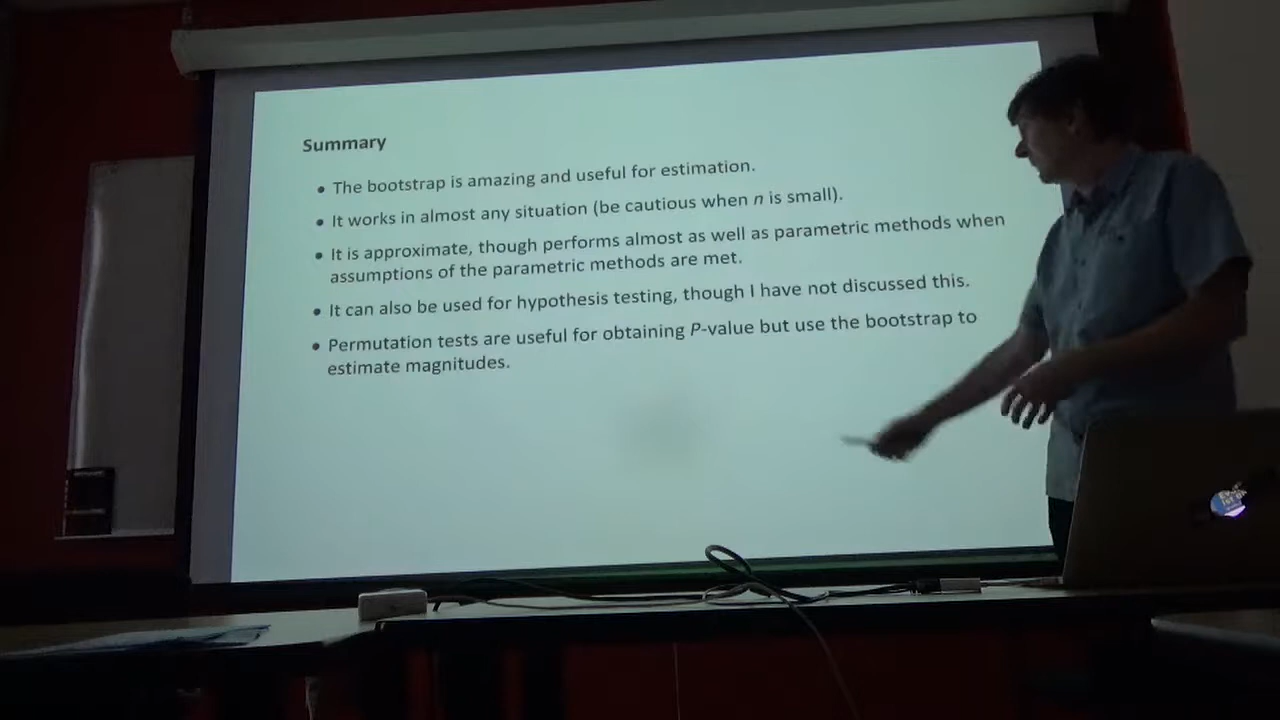 Summary
• The bootstrap is amazing and useful for estimation.
• It works in almost any situation (be cautious when n is small).
• It is approximate, though performs almost as well as parametric methods when
assumptions of the parametric methods are met.
• It can also be used for hypothesis testing, though I have not discussed this.
• Permutation tests are useful for obtaining P-value but use the bootstrap to
estimate magnitudes.